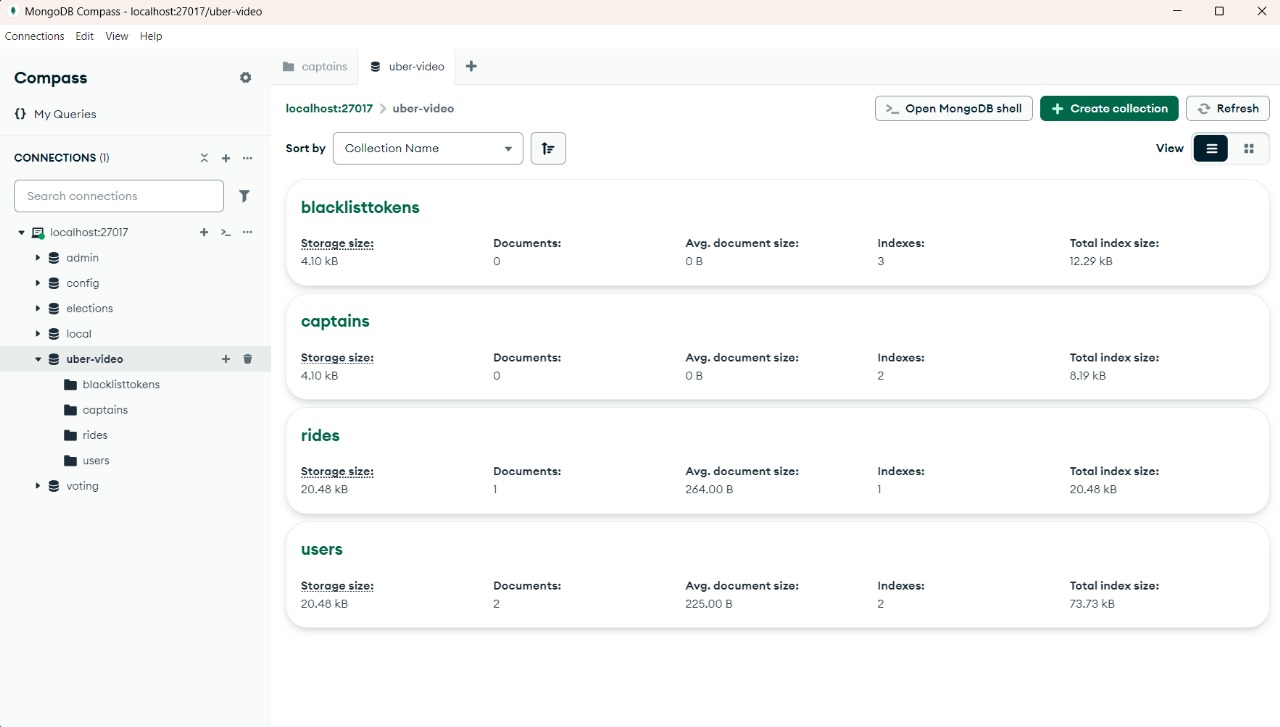 MongoDB Compass - localhost:27017/uber-video
Connections Edit View Help
Compass
{} My Queries
CONNECTIONS (1)
Search connections
localhost:27017
admin
config
elections
local
uber-video
blacklisttokens
captains
rides
users
voting
captains uber-video
localhost:27017 > uber-video
>_ Open MongoDB shell + Create collection Refresh
Sort by Collection Name View
blacklisttokens
Storage size: Documents: Avg. document size: Indexes: Total index size:
4.10 kB 0 0 B 3 12.29 kB
captains
Storage size: Documents: Avg. document size: Indexes: Total index size:
4.10 kB 0 0 B 2 8.19 kB
rides
Storage size: Documents: Avg. document size: Indexes: Total index size:
20.48 kB 1 264.00 B 1 20.48 kB
users
Storage size: Documents: Avg. document size: Indexes: Total index size:
20.48 kB 2 225.00 B 2 73.73 kB